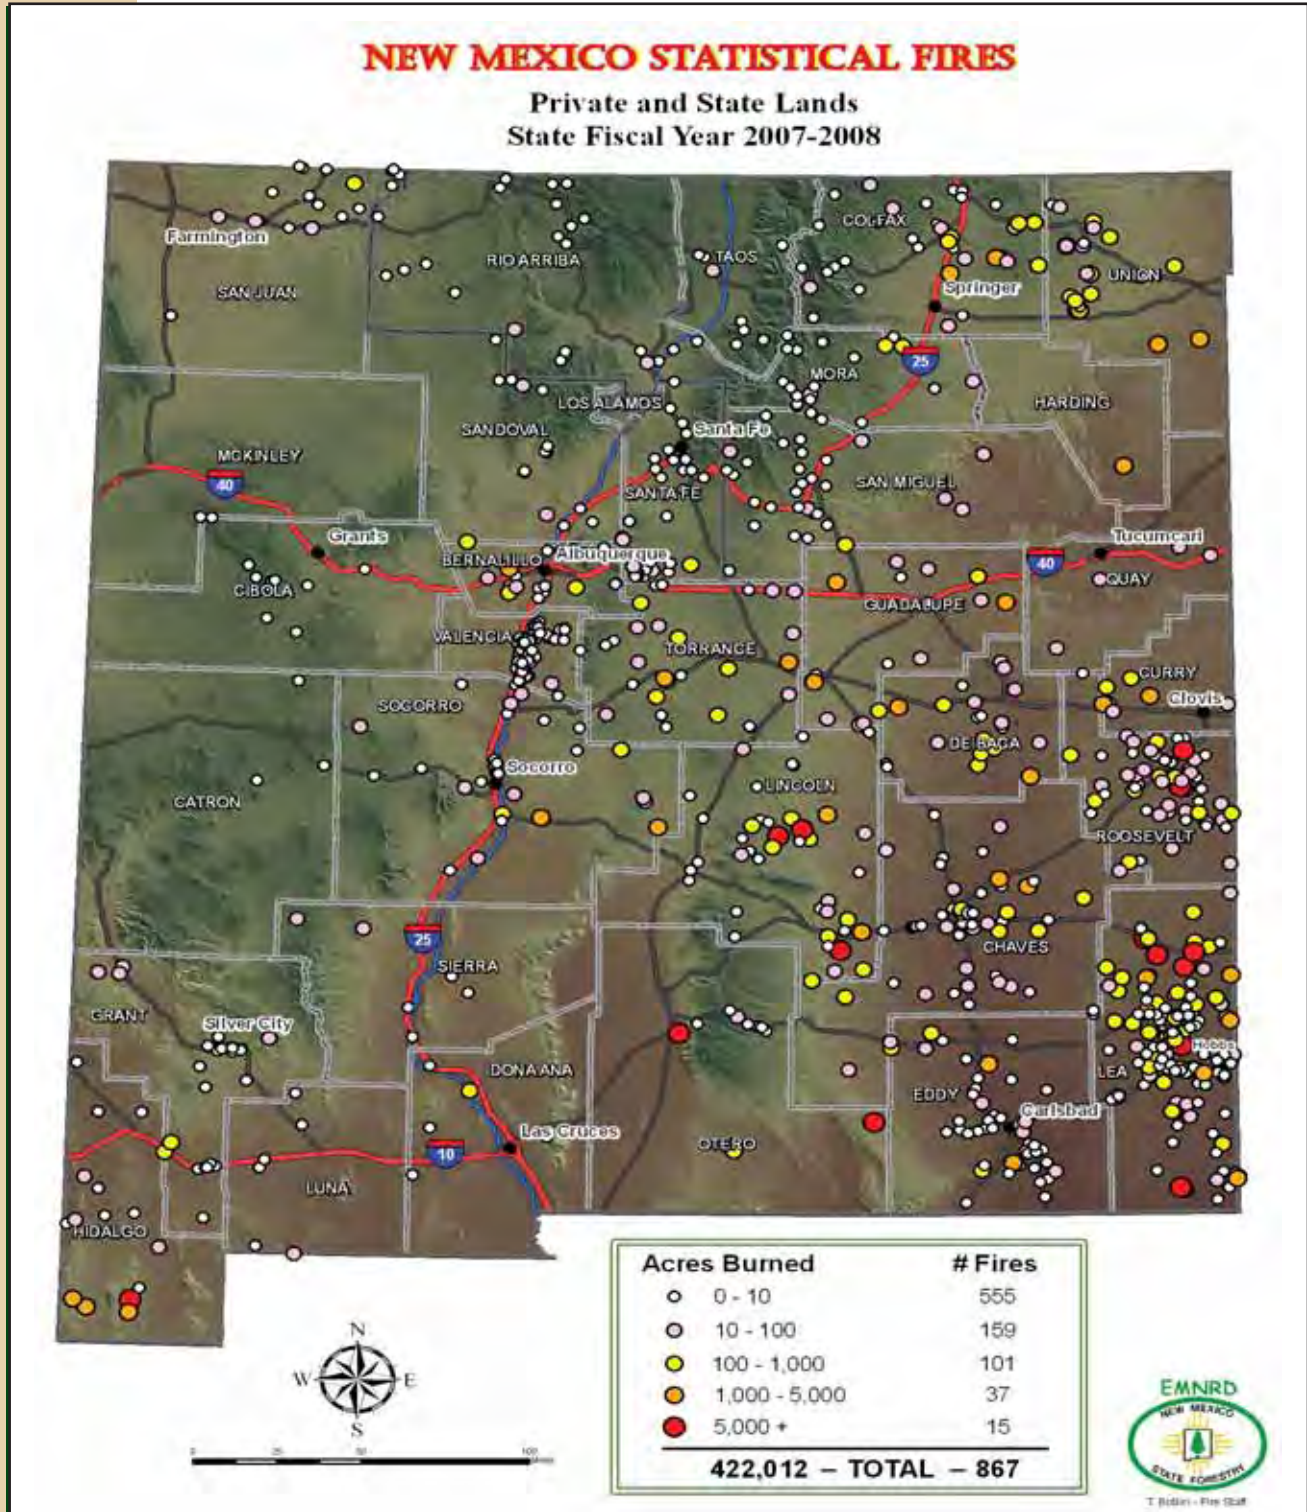 NEW MEXICO STATISTICAL FIRES
Private and State Lands
State Fiscal Year 2007-2008
COLFAX
Farmington
RIO ARRIBA
TAOS
UNION
SAN JUAN
Springer
25
MORA
LOS ALAMOS
HARDING
SANDOVAL
Santa Fe
MCKINLEY
40
SANTA FE
SAN MIGUEL
Grants
Tucumcari
BERNALILLO
Albuquerque
40
QUAY
CIBOLA
GUADALUPE
VALENCIA
TORRANCE
CURRY
SOCORRO
Clovis
DE BACA
Socorro
CATRON
LINCOLN
ROOSEVELT
25
CHAVES
SIERRA
GRANT
Silver City
Hobbs
DONA ANA
LEA
EDDY
Carlsbad
Las Cruces
OTERO
10
LUNA
HIDALGO
Acres Burned # Fires
0 - 10 555
10 - 100 159
100 - 1,000 101
1,000 - 5,000 37
5,000 + 15
422,012 – TOTAL – 867
N
W E
S
0 25 50 100
EMNRD
NEW MEXICO
STATE FORESTRY